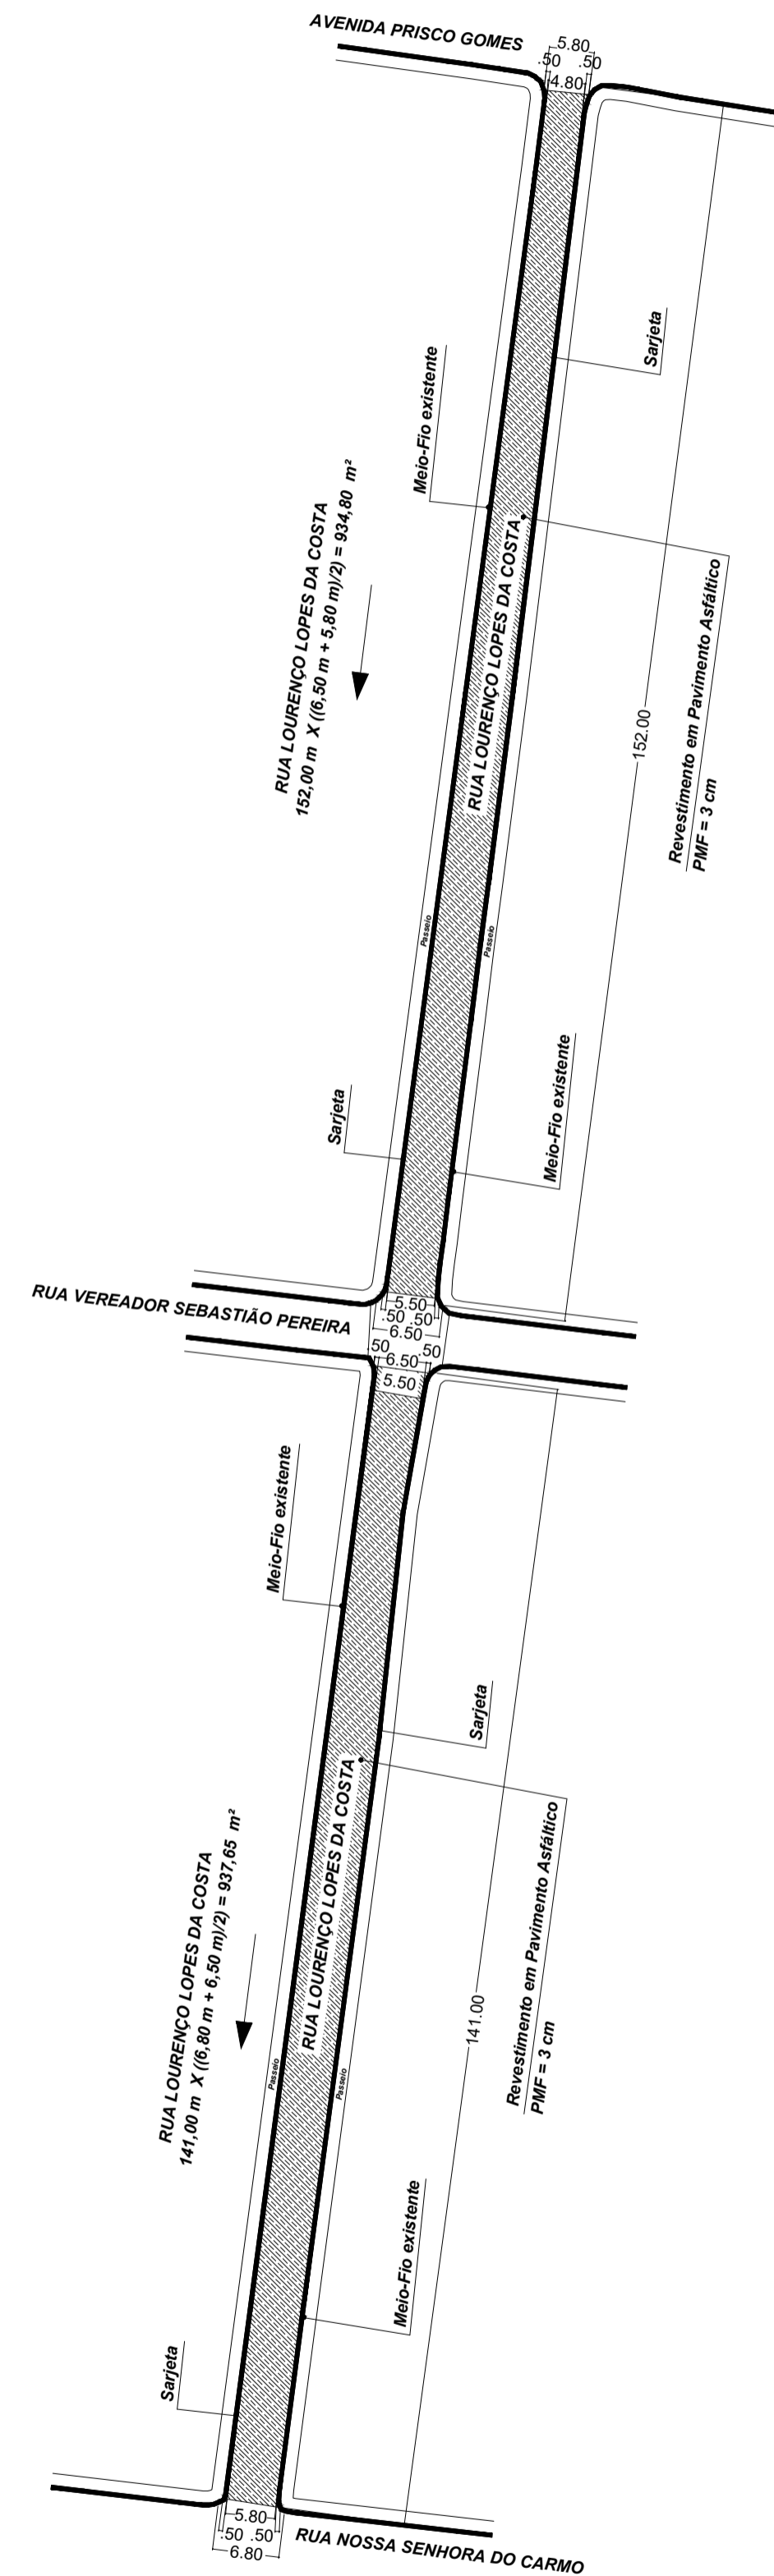 AVENIDA PRISCO GOMES
5.80
.50 .50
4.80
Sarjeta
Meio-Fio existente
RUA LOURENÇO LOPES DA COSTA
152,00 m X ((6,50 m + 5,80 m)/2) = 934,80 m²
RUA LOURENÇO LOPES DA COSTA
Revestimento em Pavimento Asfáltico
PMF = 3 cm
152.00
Passeio
Passeio
Meio-Fio existente
Sarjeta
RUA VEREADOR SEBASTIÃO PEREIRA
5.50
.50 .50
6.50
.50 .50
6.50
5.50
Meio-Fio existente
Sarjeta
RUA LOURENÇO LOPES DA COSTA
141,00 m X ((6,80 m + 6,50 m)/2) = 937,65 m²
RUA LOURENÇO LOPES DA COSTA
Revestimento em Pavimento Asfáltico
PMF = 3 cm
141.00
Passeio
Passeio
Meio-Fio existente
Sarjeta
5.80
.50 .50
6.80
RUA NOSSA SENHORA DO CARMO